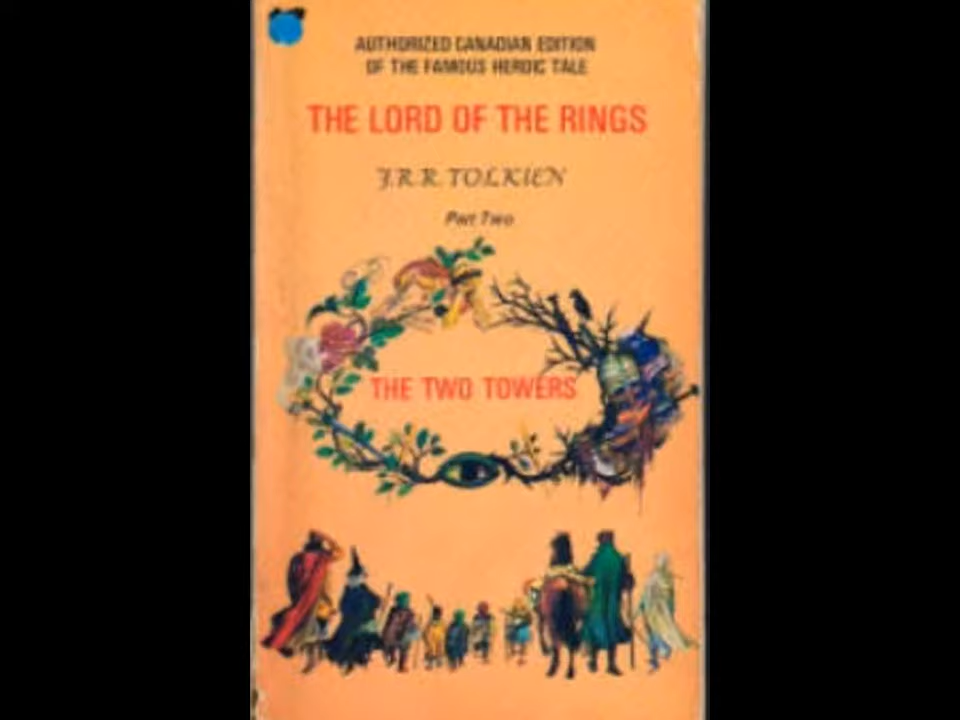 AUTHORIZED CANADIAN EDITION
OF THE FAMOUS HEROIC TALE
THE LORD OF THE RINGS
J.R.R. TOLKIEN
Part Two
THE TWO TOWERS